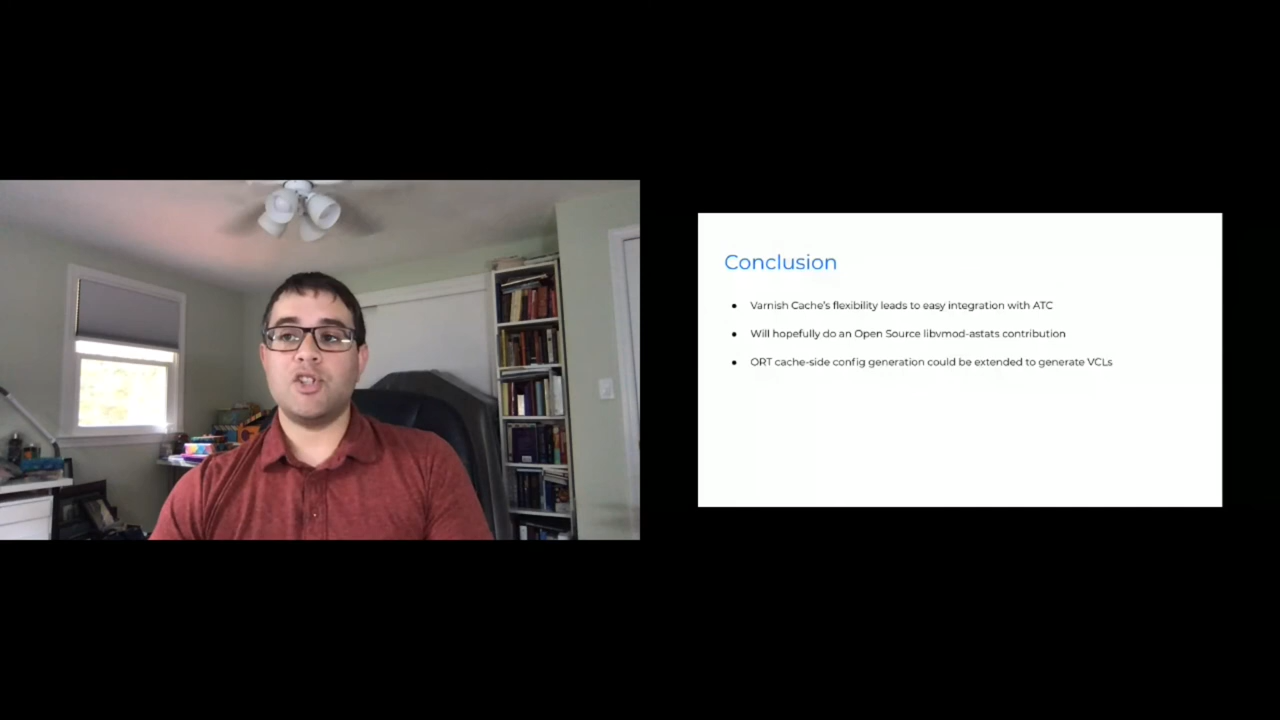 Conclusion
● Varnish Cache's flexibility leads to easy integration with ATC
● Will hopefully do an Open Source libvmod-astats contribution
● ORT cache-side config generation could be extended to generate VCLs